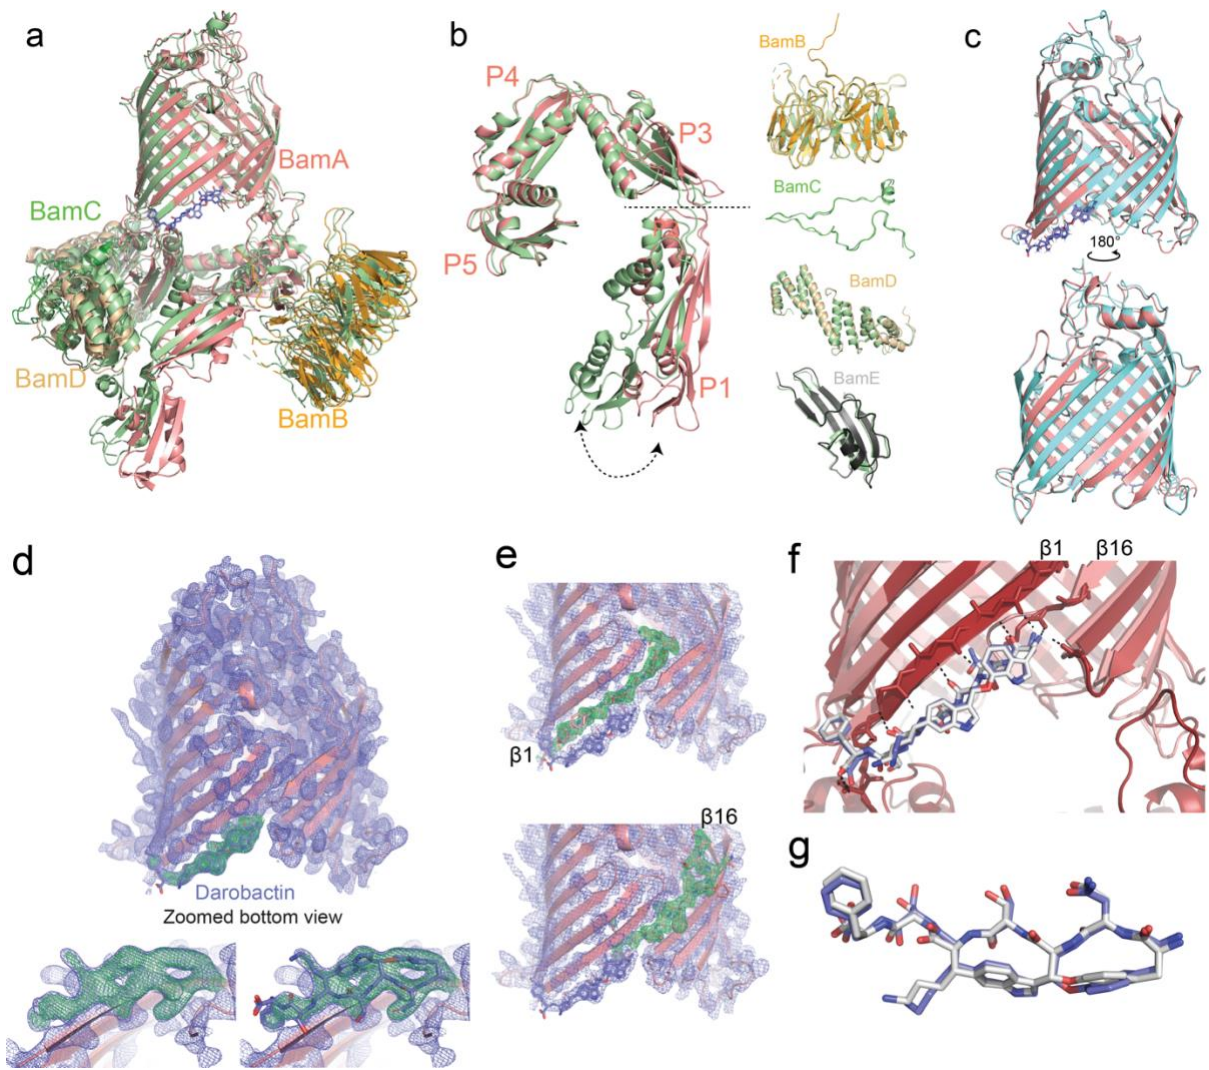 a
BamA
BamC
BamD
BamB
b
P4
P3
P5
P1
BamB
BamC
BamD
BamE
c
180°
d
Darobactin
Zoomed bottom view
e
β1
β16
f
β1 β16
g